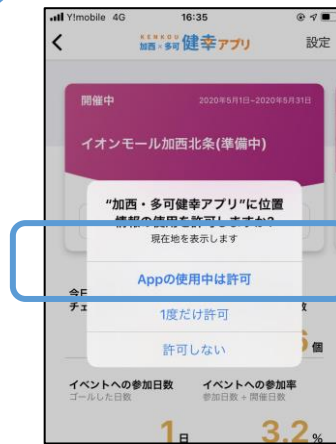 Y!mobile 4G 16:35
KENKOU
加西・多可 健幸アプリ 設定
開催中 2020年5月1日~2020年5月31日
イオンモール加西北条(準備中)
"加西・多可健幸アプリ"に位置
情報の使用を許可しますか?
現在地を表示します
Appの使用中は許可
今日
チェ
1度だけ許可
個
許可しない
イベントへの参加日数 イベントへの参加率
ゴールした日数 参加日数÷開催日数
1日 3.2%